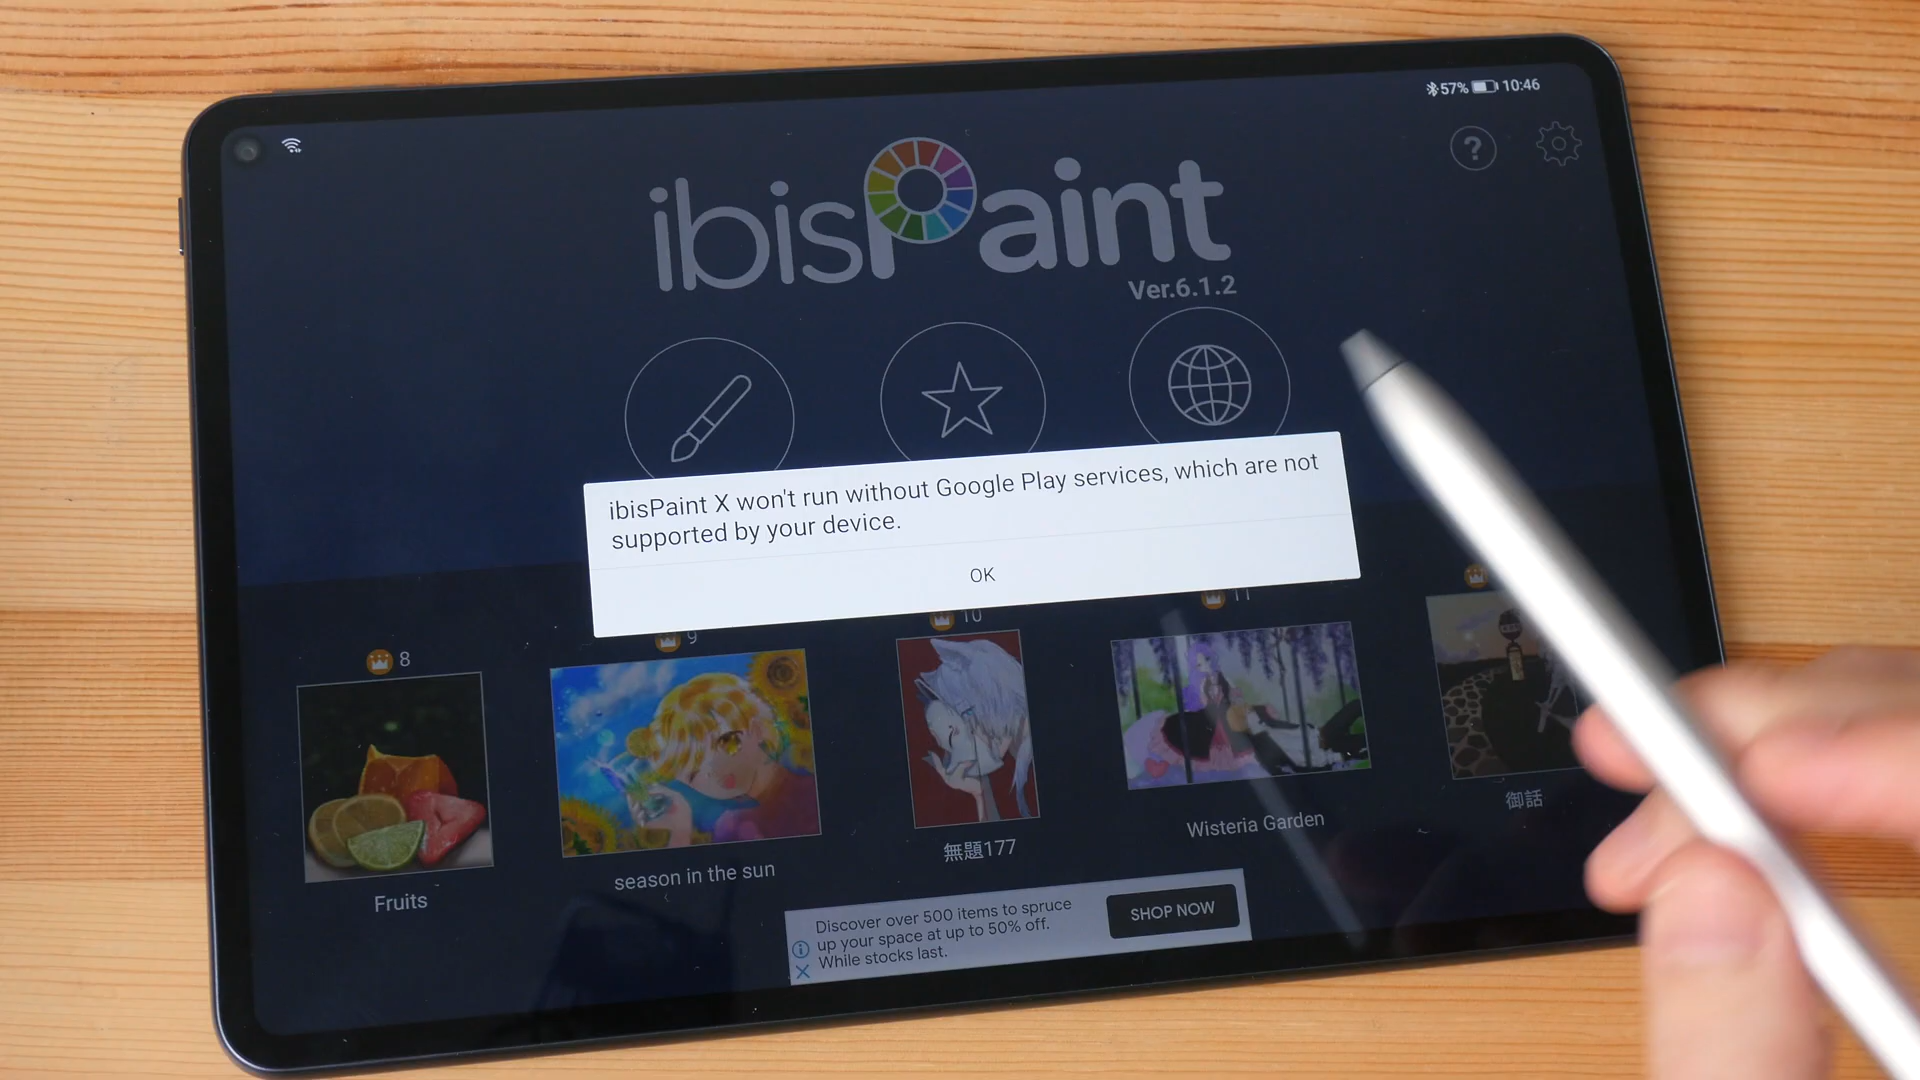 57% 10:46
ibisPaint
?
Ver.6.1.2
ibisPaint X won't run without Google Play services, which are not
supported by your device.
OK
8
9
10
11
Fruits
season in the sun
無題177
Wisteria Garden
御話
Discover over 500 items to spruce
up your space at up to 50% off.
While stocks last.
SHOP NOW